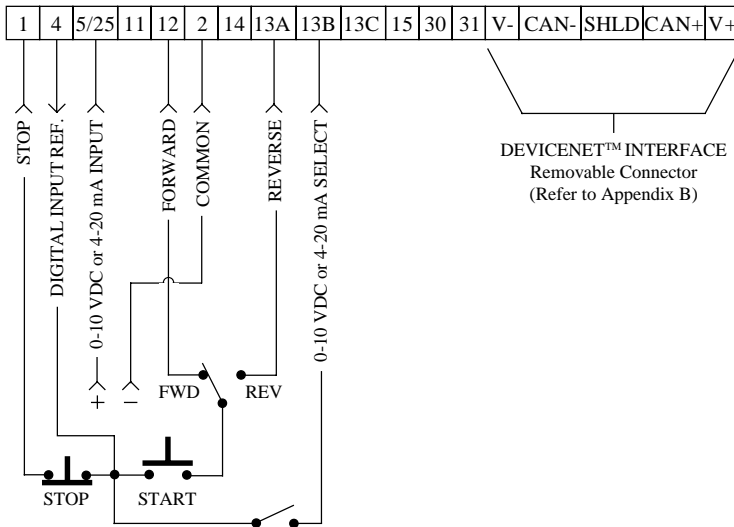 1 4 5/25 11 12 2 14 13A 13B 13C 15 30 31 V- CAN- SHLD CAN+ V+
STOP
DIGITAL INPUT REF.
0-10 VDC or 4-20 mA INPUT
FORWARD
COMMON
REVERSE
0-10 VDC or 4-20 mA SELECT
DEVICENET™ INTERFACE
Removable Connector
(Refer to Appendix B)
+ −
FWD REV
STOP START